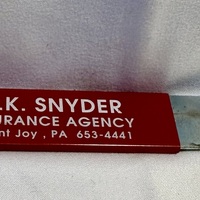 .K. SNYDER
URANCE AGENCY
nt Joy , PA 653-4441